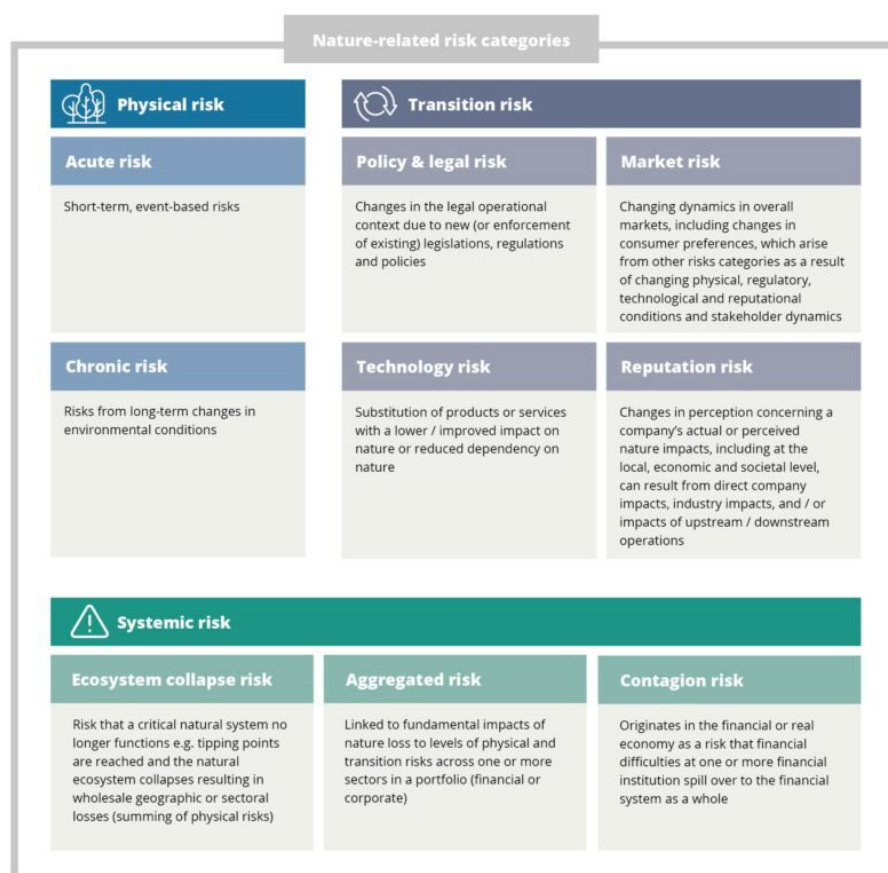 Nature-related risk categories
Physical risk
Acute risk
Short-term, event-based risks
Chronic risk
Risks from long-term changes in
environmental conditions
Transition risk
Policy & legal risk
Changes in the legal operational
context due to new (or enforcement
of existing) legislations, regulations
and policies
Market risk
Changing dynamics in overall
markets, including changes in
consumer preferences, which arise
from other risks categories as a result
of changing physical, regulatory,
technological and reputational
conditions and stakeholder dynamics
Technology risk
Substitution of products or services
with a lower / improved impact on
nature or reduced dependency on
nature
Reputation risk
Changes in perception concerning a
company's actual or perceived
nature impacts, including at the
local, economic and societal level,
can result from direct company
impacts, industry impacts, and / or
impacts of upstream / downstream
operations
Systemic risk
Ecosystem collapse risk
Risk that a critical natural system no
longer functions e.g. tipping points
are reached and the natural
ecosystem collapses resulting in
wholesale geographic or sectoral
losses (summing of physical risks)
Aggregated risk
Linked to fundamental impacts of
nature loss to levels of physical and
transition risks across one or more
sectors in a portfolio (financial or
corporate)
Contagion risk
Originates in the financial or real
economy as a risk that financial
difficulties at one or more financial
institution spill over to the financial
system as a whole